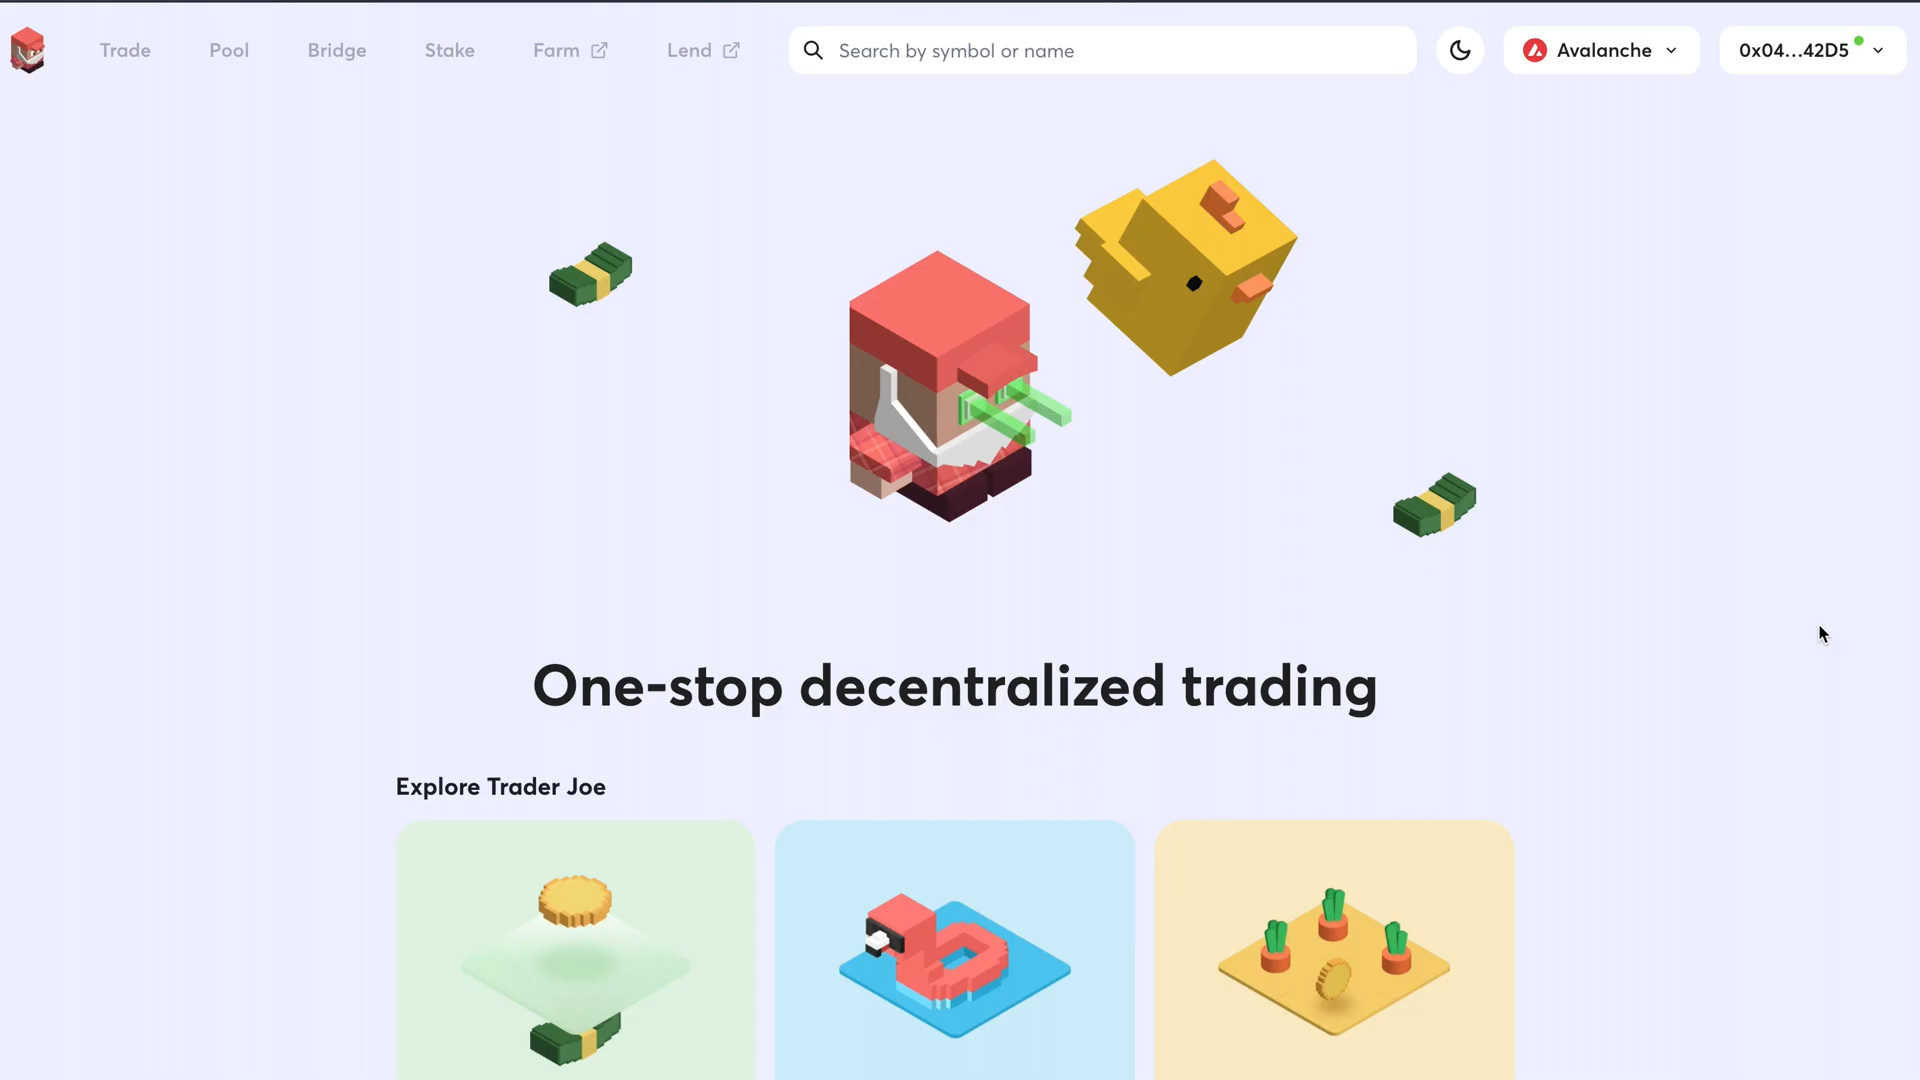 Trade
Pool
Bridge
Stake
Farm
Lend
Search by symbol or name
Avalanche
0x04...42D5
One-stop decentralized trading
Explore Trader Joe